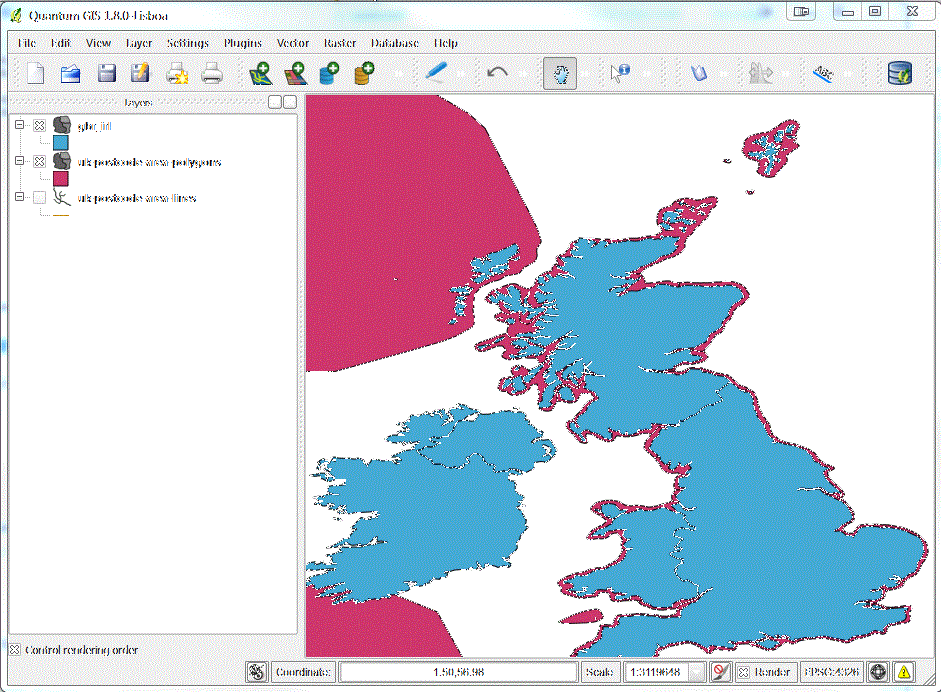 Quantum GIS 1.8.0-Lisboa
File Edit View Layer Settings Plugins Vector Raster Database Help
ABC
Layers
gbr_irl
uk-postcode-area-polygons
uk-postcode-area-lines
Control rendering order
Coordinate: 1.50,56.98 Scale 1:3119648 Render EPSG:4326